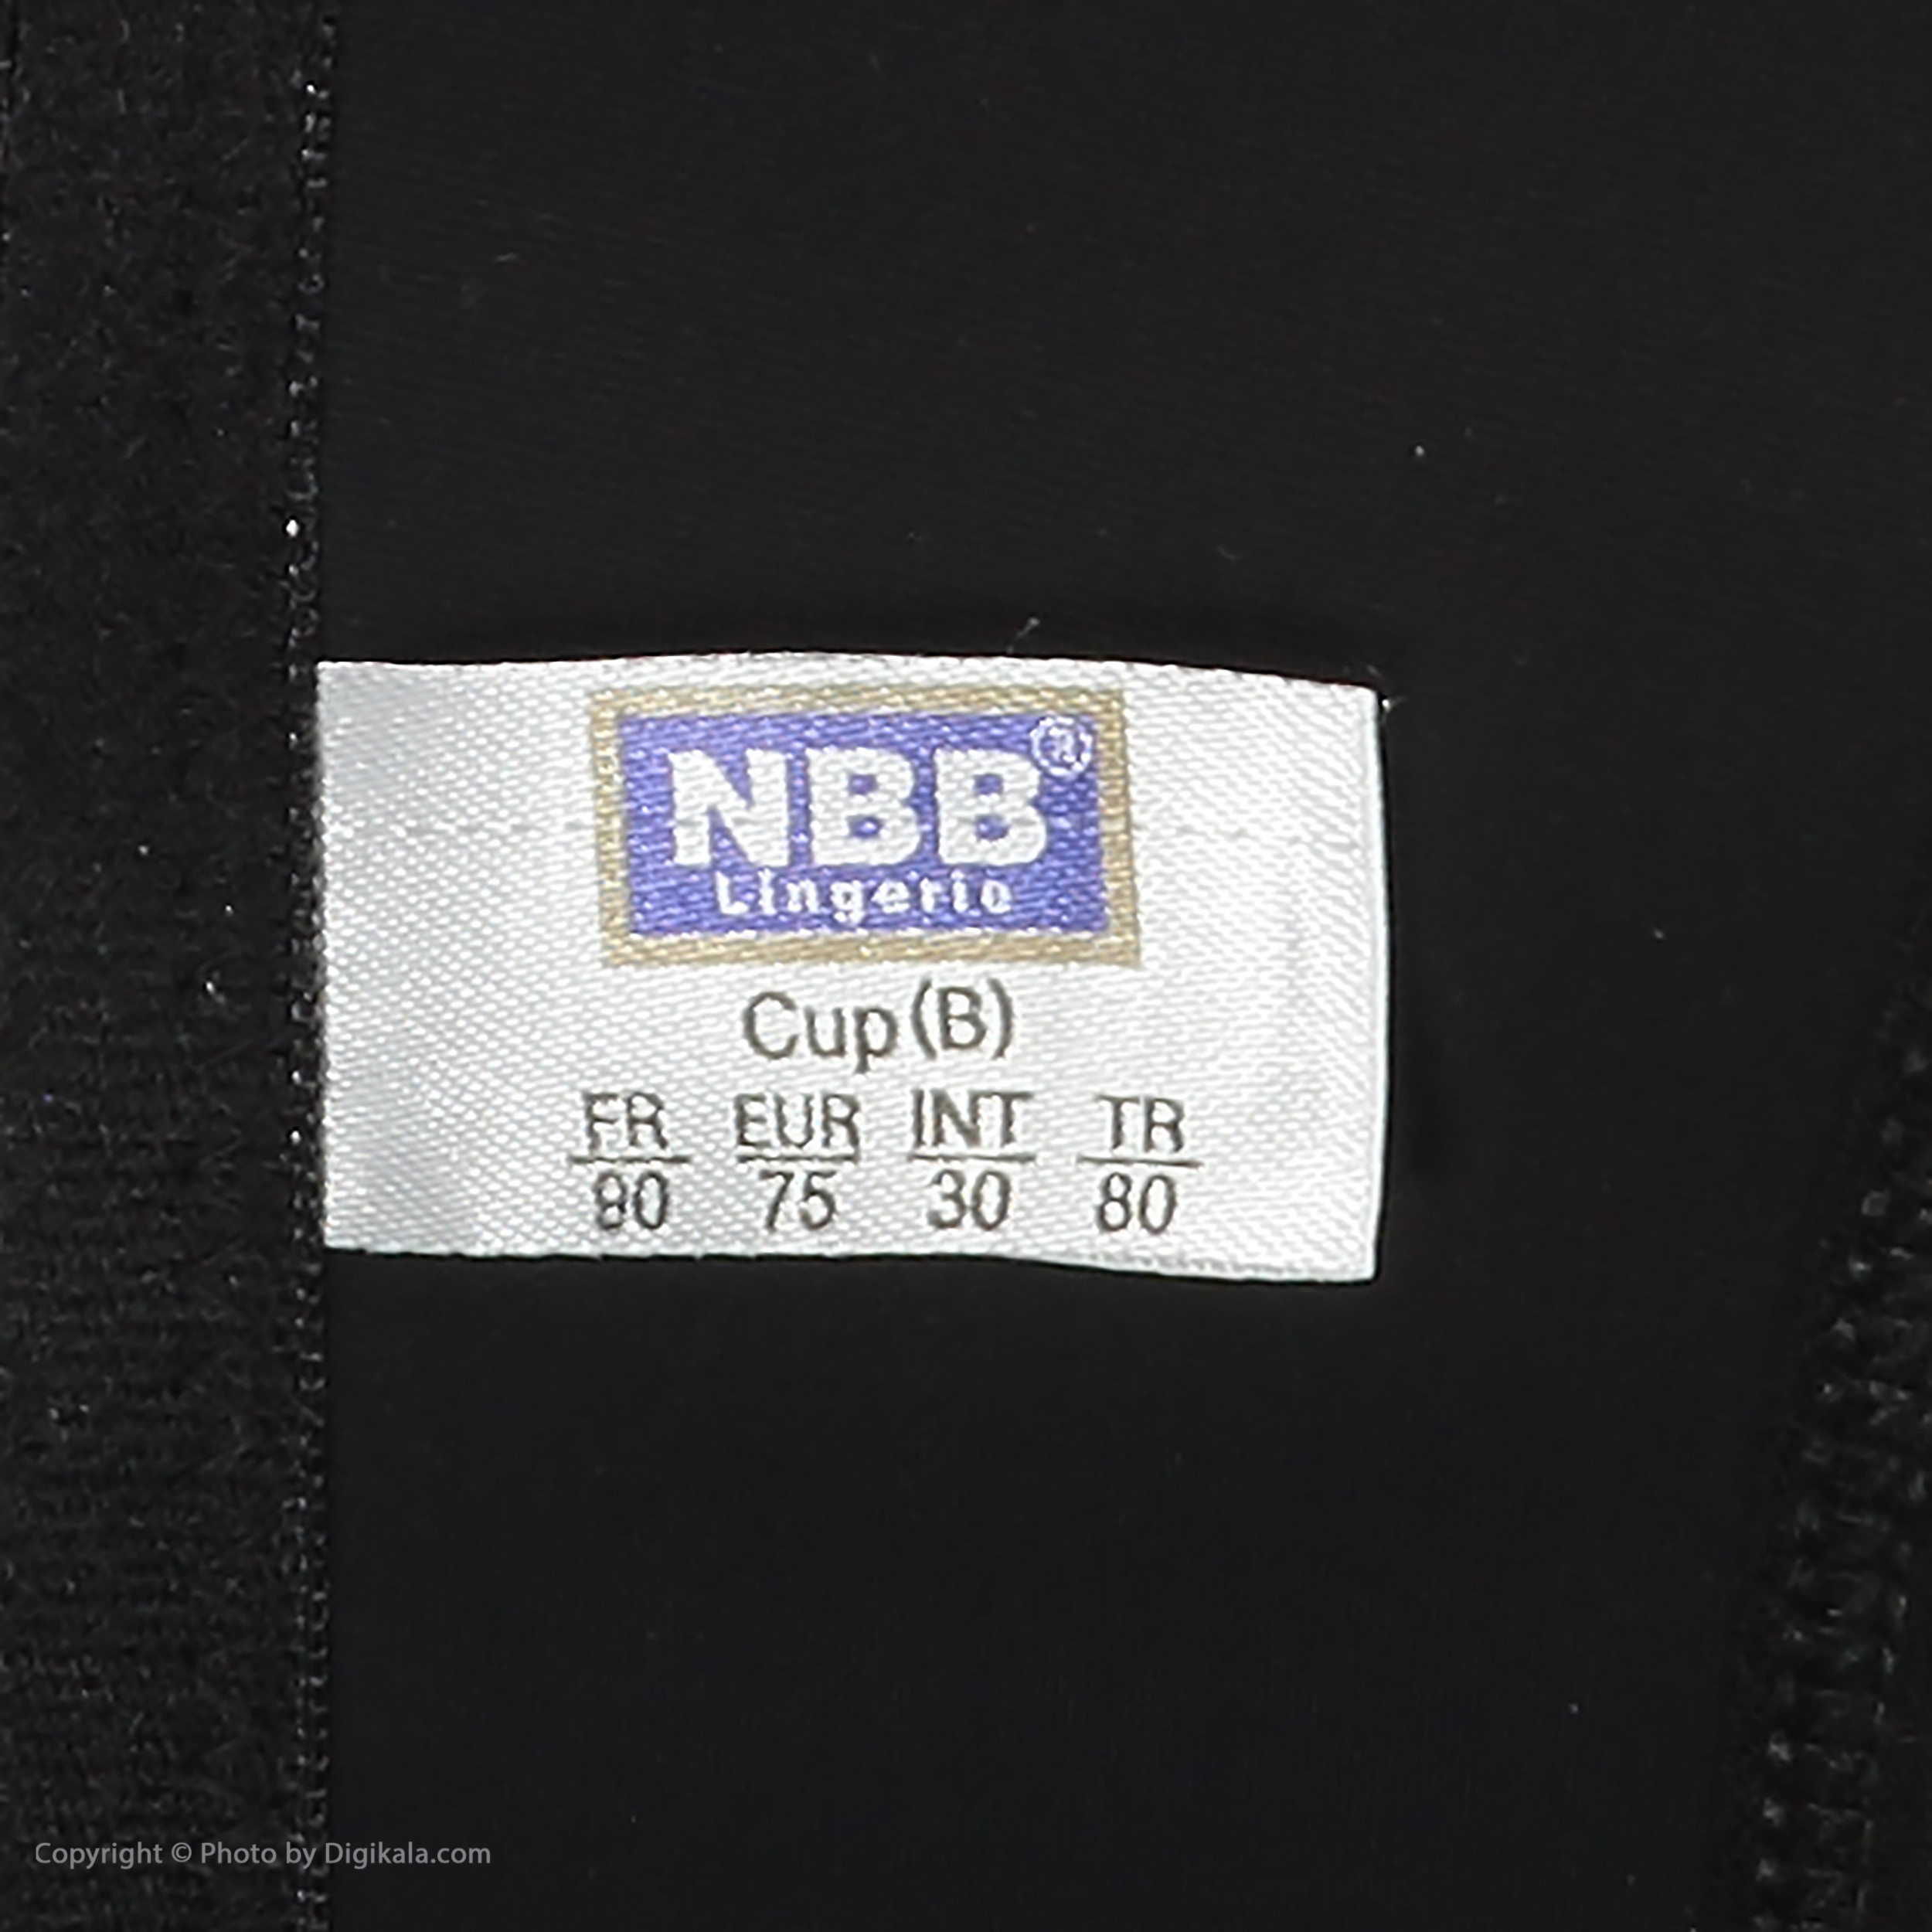 NBB®
Lingerie
Cup (B)
FR EUR INT TR
90 75 30 80
Copyright © Photo by Digikala.com